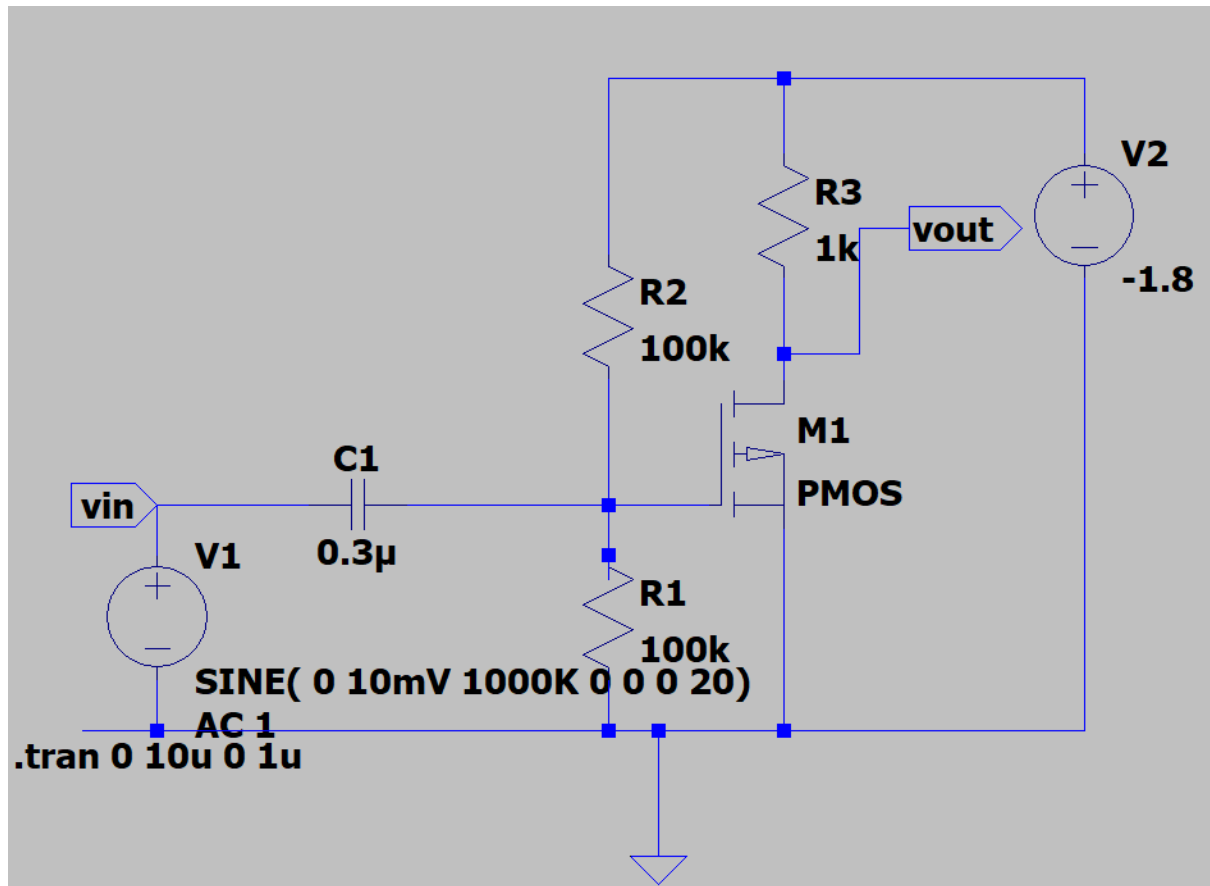 V2
R3
vout
1k
-1.8
R2
100k
M1
C1
PMOS
vin
V1
0.3µ
R1
100k
SINE( 0 10mV 1000K 0 0 0 20)
AC 1
.tran 0 10u 0 1u